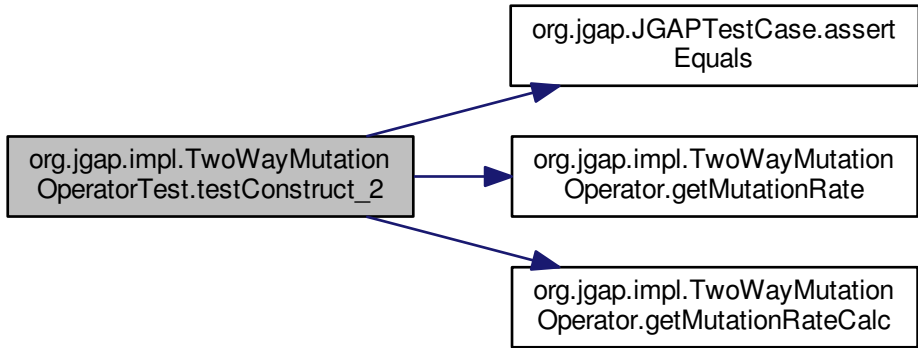 org.jgap.JGAPTestCase.assert
Equals
org.jgap.impl.TwoWayMutation
OperatorTest.testConstruct_2
org.jgap.impl.TwoWayMutation
Operator.getMutationRate
org.jgap.impl.TwoWayMutation
Operator.getMutationRateCalc